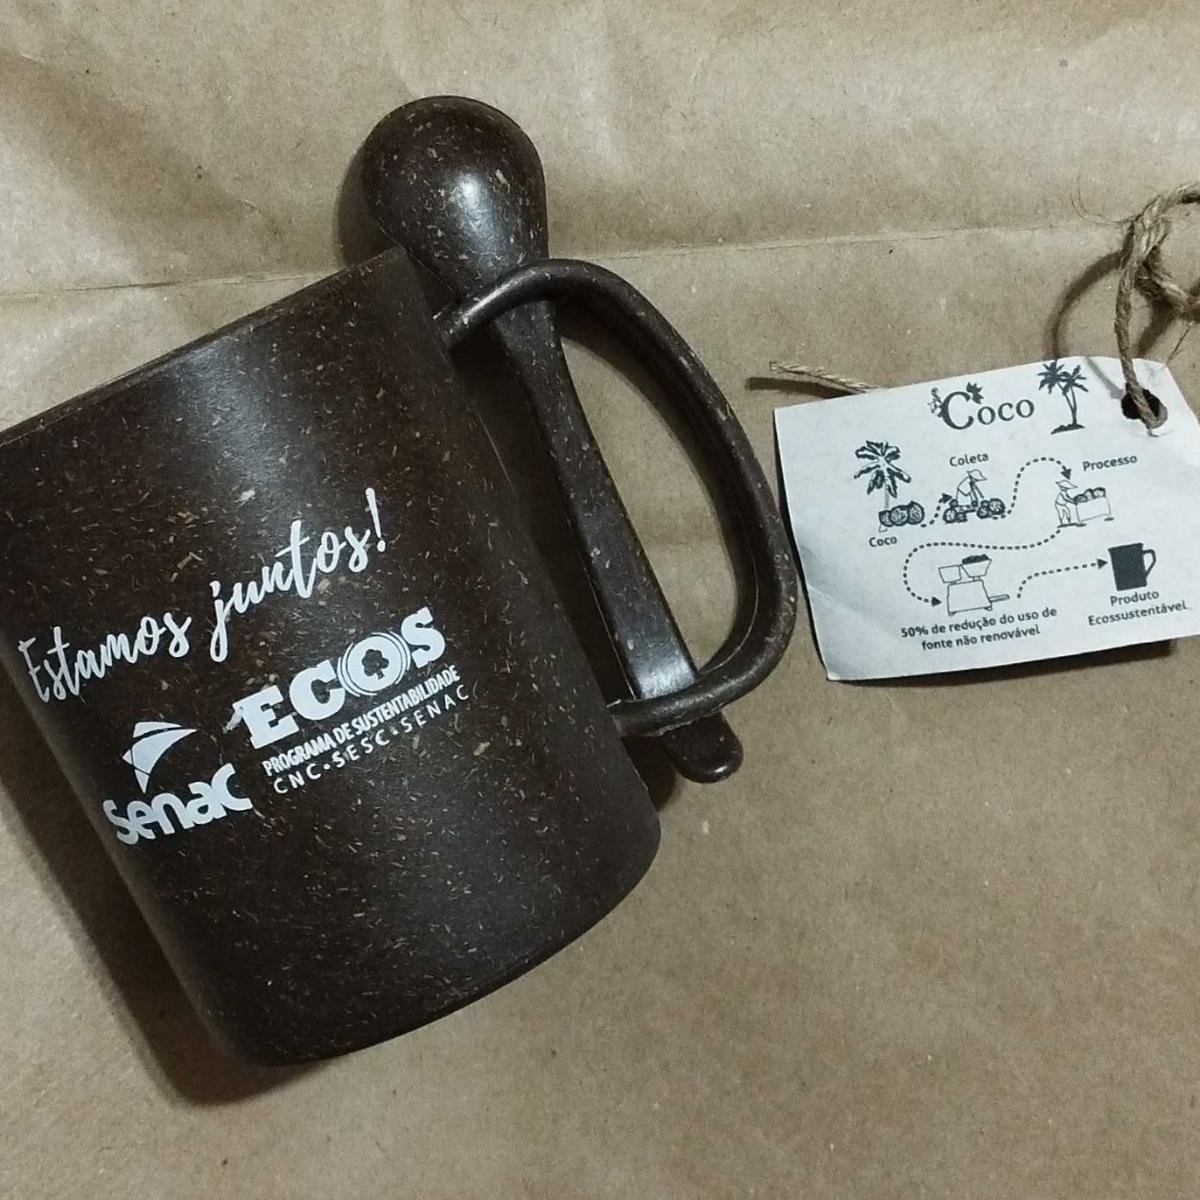 Estamos juntos!
senac
ECOS
PROGRAMA DE SUSTENTABILIDADE
CNC • SESC • SENAC
Coco
Coleta
Processo
Coco
50% de redução do uso de
fonte não renovável
Produto
Ecossustentável